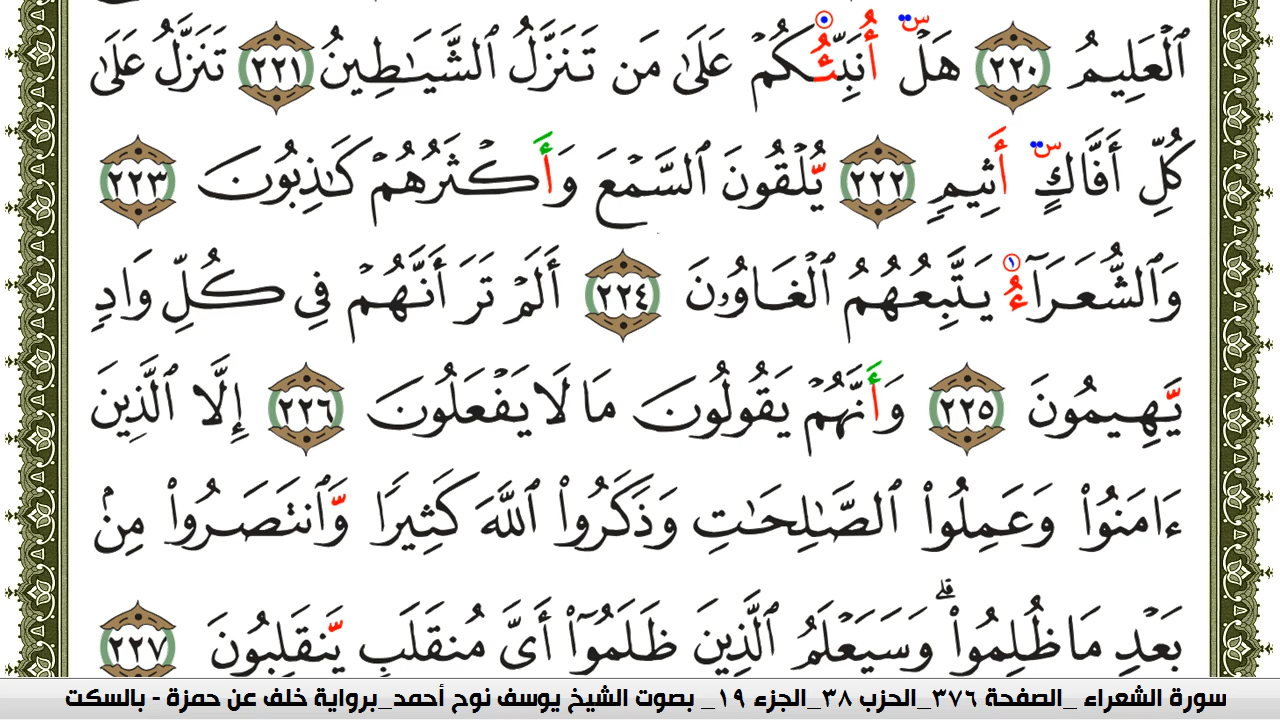 ٱلۡعَلِيمُ ٢٢٠ هَلۡ أُنَبِّئُكُمۡ عَلَىٰ مَن تَنَزَّلُ ٱلشَّيَٰطِينُ ٢٢١ تَنَزَّلُ عَلَىٰ
كُلِّ أَفَّاكٍ أَثِيمٖ ٢٢٢ يُّلۡقُونَ ٱلسَّمۡعَ وَأَكۡثَرُهُمۡ كَٰذِبُونَ ٢٢٣
وَٱلشُّعَرَآءُ يَتَّبِعُهُمُ ٱلۡغَاوُۥنَ ٢٢٤ أَلَمۡ تَرَ أَنَّهُمۡ فِي كُلِّ وَادٖ
يَّهِيمُونَ ٢٢٥ وَأَنَّهُمۡ يَقُولُونَ مَا لَا يَفۡعَلُونَ ٢٢٦ إِلَّا ٱلَّذِينَ
ءَامَنُواْ وَعَمِلُواْ ٱلصَّٰلِحَٰتِ وَذَكَرُواْ ٱللَّهَ كَثِيرٗا وَّٱنتَصَرُواْ مِنۢ
بَعۡدِ مَا ظُلِمُواْۗ وَسَيَعۡلَمُ ٱلَّذِينَ ظَلَمُوٓاْ أَيَّ مُنقَلَبٖ يَّنقَلِبُونَ ٢٢٧
سورة الشعراء _الصفحة ٣٧٦_الحزب ٣٨_الجزء ١٩_ بصوت الشيخ يوسف نوح أحمد_برواية خلف عن حمزة - بالسكت